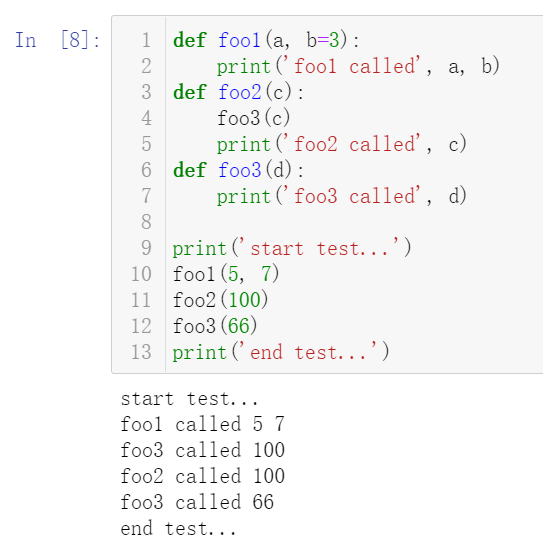 In [8]:
1 def foo1(a, b=3):
2     print('foo1 called', a, b)
3 def foo2(c):
4     foo3(c)
5     print('foo2 called', c)
6 def foo3(d):
7     print('foo3 called', d)
8
9 print('start test...')
10 foo1(5, 7)
11 foo2(100)
12 foo3(66)
13 print('end test...')
start test...
foo1 called 5 7
foo3 called 100
foo2 called 100
foo3 called 66
end test...